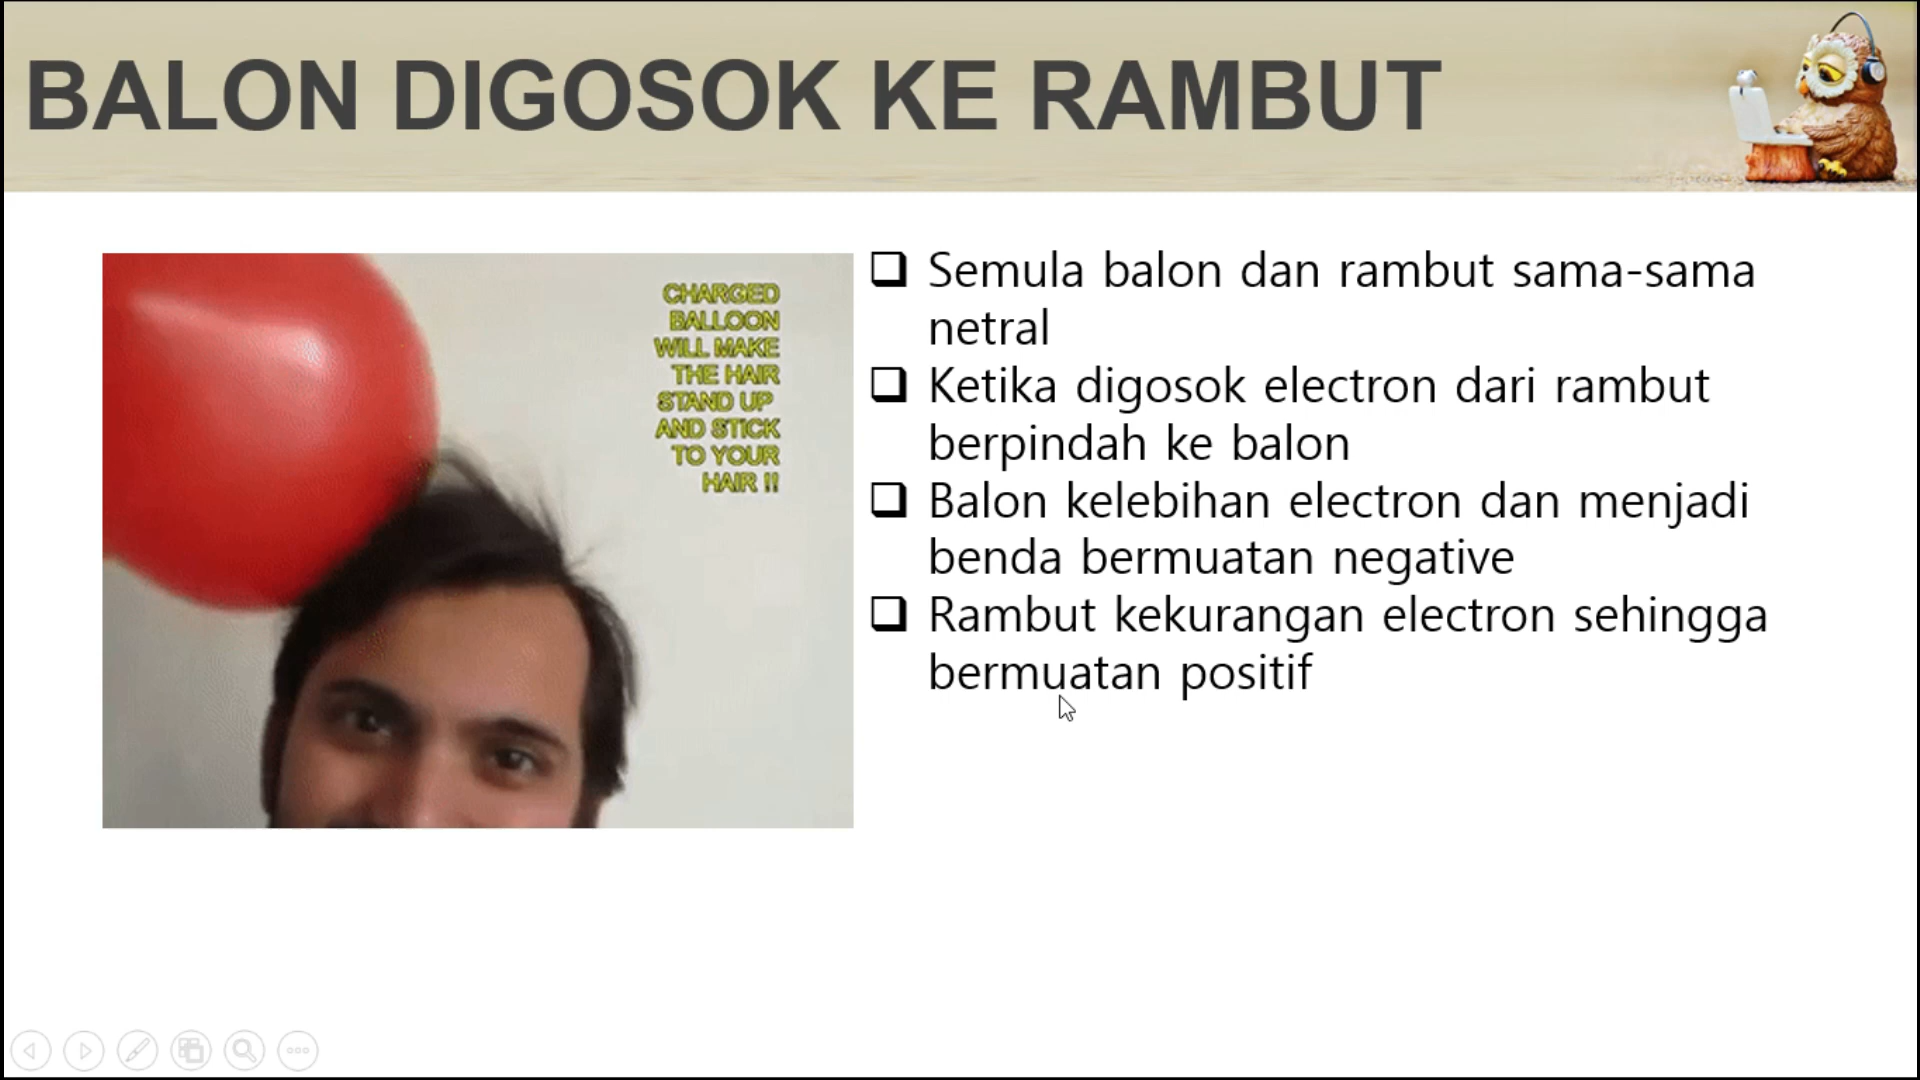 BALON DIGOSOK KE RAMBUT
CHARGED
BALLOON
WILL MAKE
THE HAIR
STAND UP
AND STICK
TO YOUR
HAIR !!
Semula balon dan rambut sama-sama
netral
Ketika digosok electron dari rambut
berpindah ke balon
Balon kelebihan electron dan menjadi
benda bermuatan negative
Rambut kekurangan electron sehingga
bermuatan positif